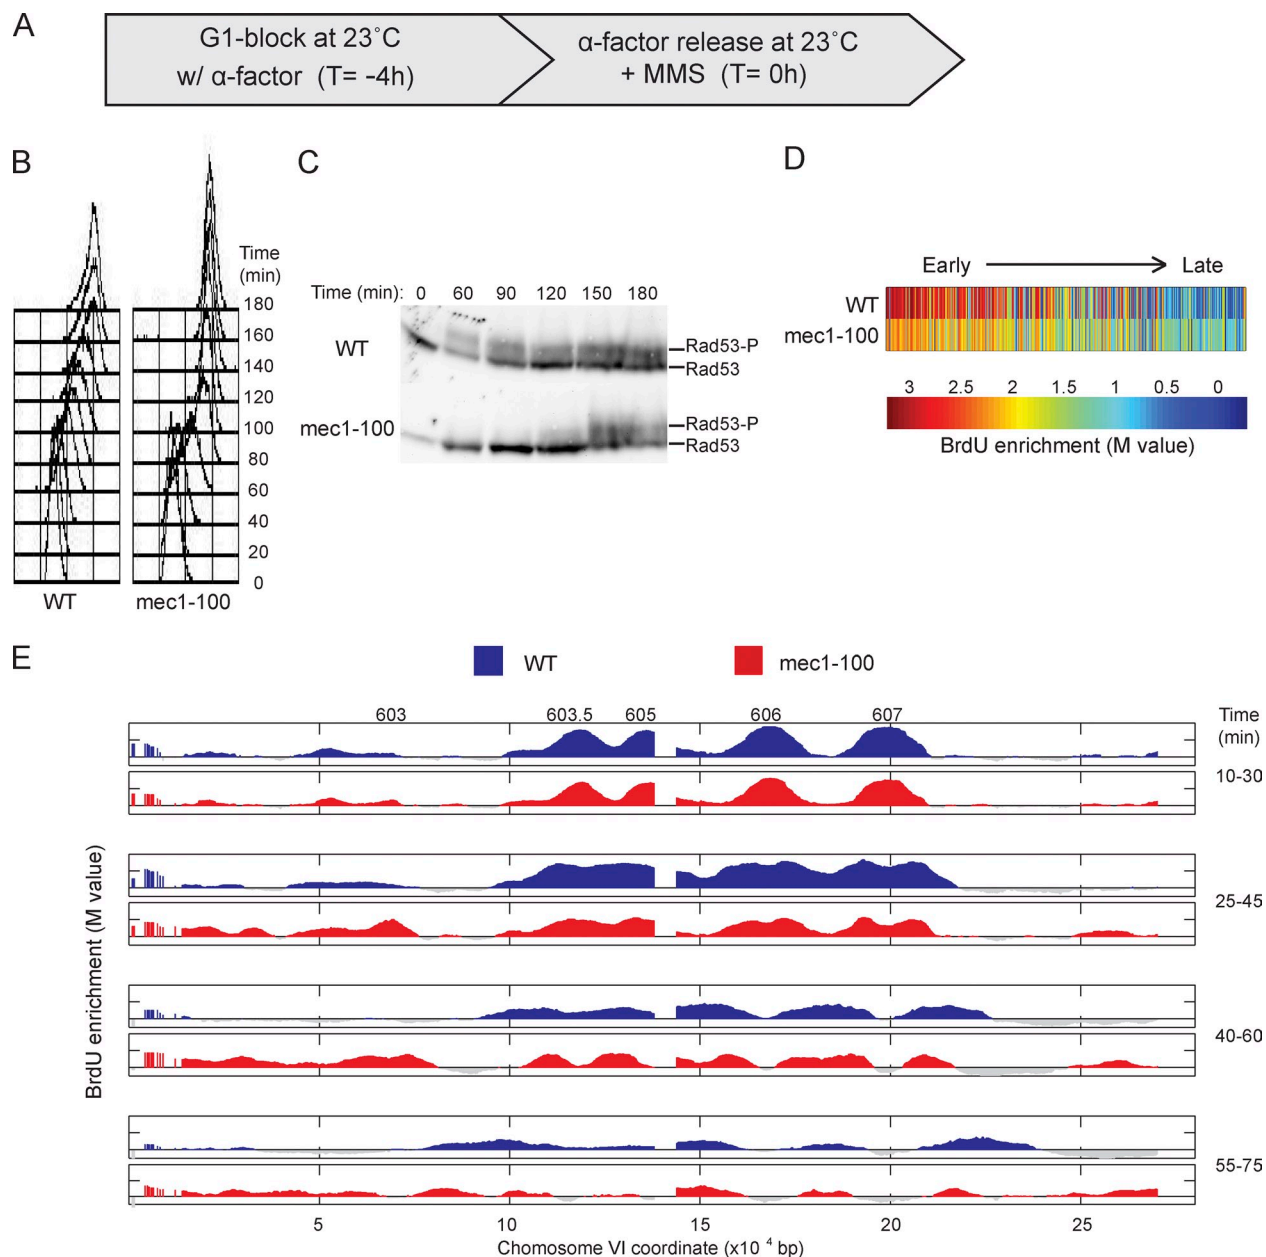 A
G1-block at 23˚C
w/ α-factor (T= -4h)
α-factor release at 23˚C
+ MMS (T= 0h)
B
Time
(min)
180
160
140
120
100
80
60
40
20
0
WT
mec1-100
C
Time (min): 0 60 90 120 150 180
WT
Rad53-P
Rad53
mec1-100
Rad53-P
Rad53
D
Early Late
WT
mec1-100
3 2.5 2 1.5 1 0.5 0
BrdU enrichment (M value)
E
WT
mec1-100
603 603.5 605 606 607
Time
(min)
10-30
25-45
40-60
55-75
BrdU enrichment (M value)
5 10 15 20 25
Chomosome VI coordinate (x10 4 bp)